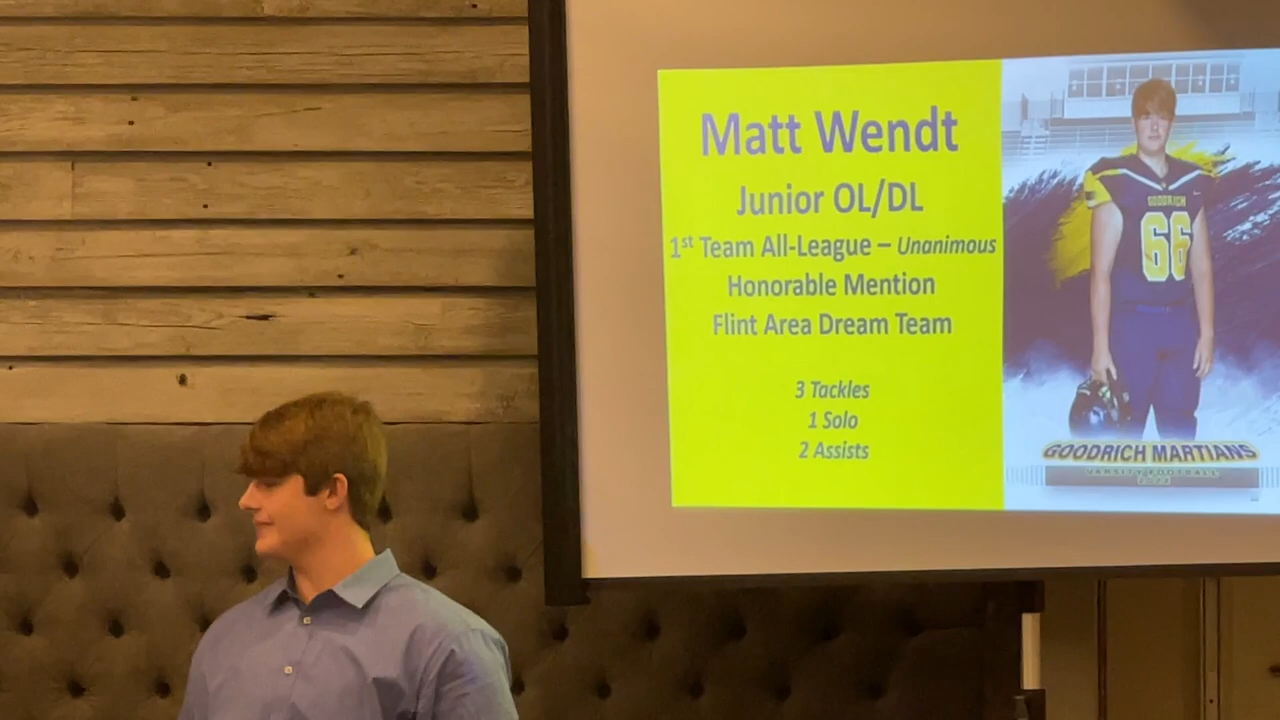 Matt Wendt
Junior OL/DL
1st Team All-League – Unanimous
Honorable Mention
Flint Area Dream Team
3 Tackles
1 Solo
2 Assists
GOODRICH
66
GOODRICH MARTIANS
VARSITY FOOTBALL